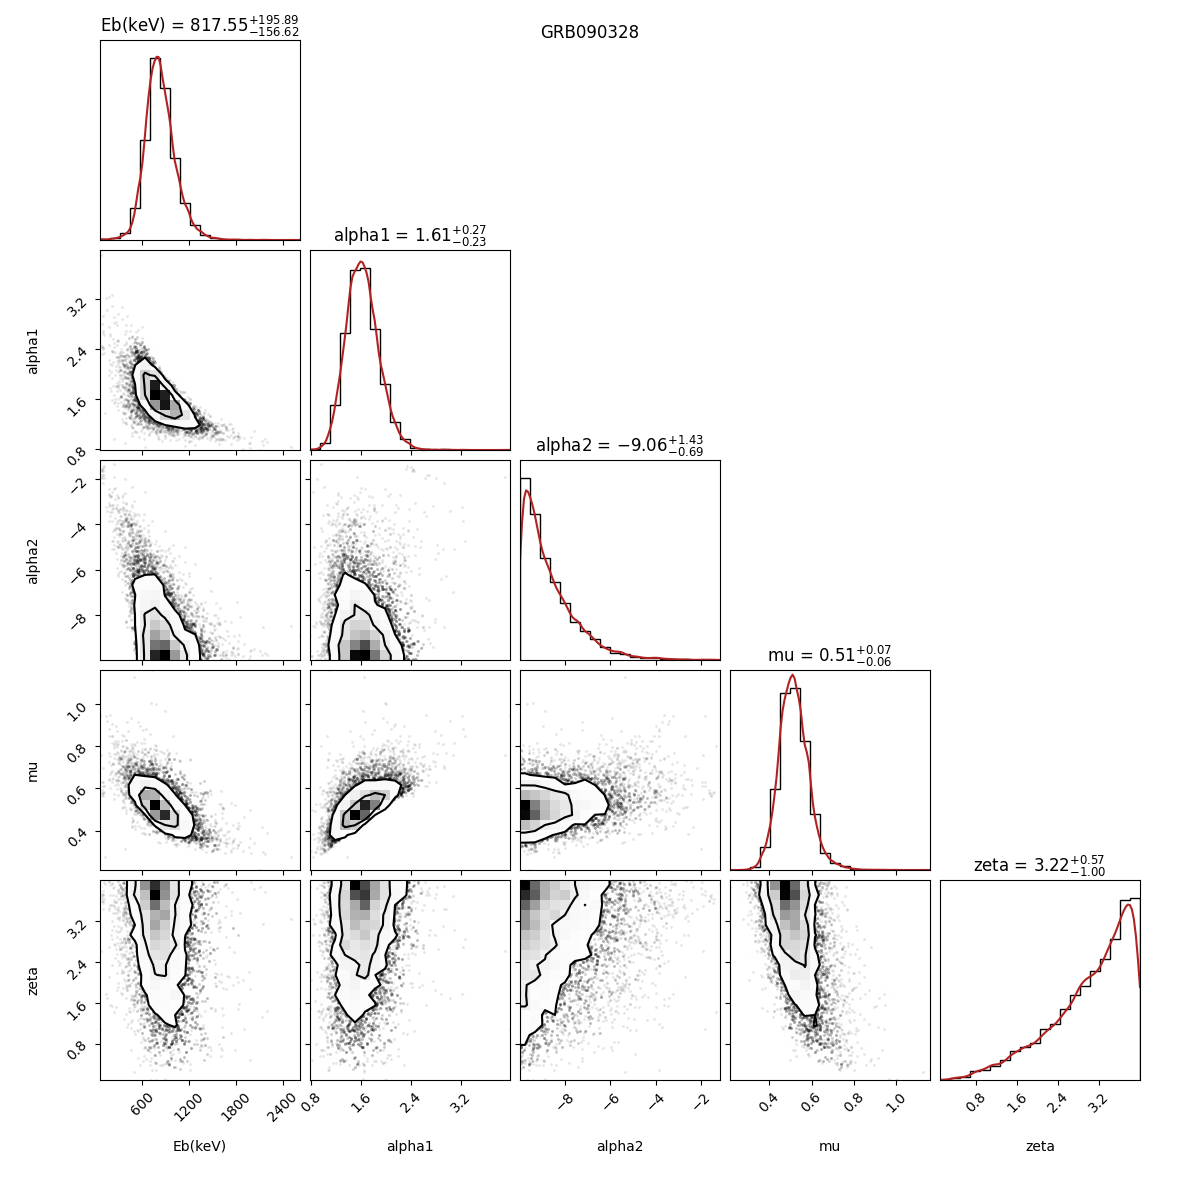 Eb(keV) = 817.55+195.89−156.62
GRB090328
alpha1 = 1.61+0.27−0.23
3.2
2.4
1.6
0.8
alpha1
alpha2 = −9.06+1.43−0.69
−2
−4
−6
−8
alpha2
mu = 0.51+0.07−0.06
1.0
0.8
0.6
0.4
mu
zeta = 3.22+0.57−1.00
3.2
2.4
1.6
0.8
zeta
600 1200 1800 2400 0.8 1.6 2.4 3.2 −8 −6 −4 −2 0.4 0.6 0.8 1.0 0.8 1.6 2.4 3.2
Eb(keV) alpha1 alpha2 mu zeta